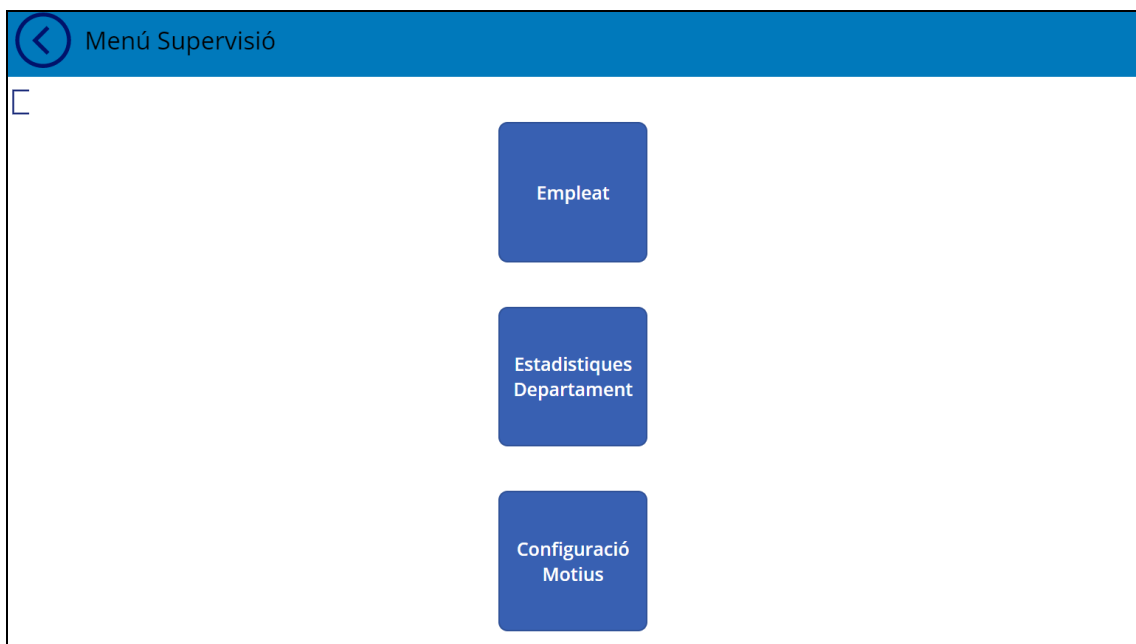 Menú Supervisió
Empleat
Estadistiques
Departament
Configuració
Motius